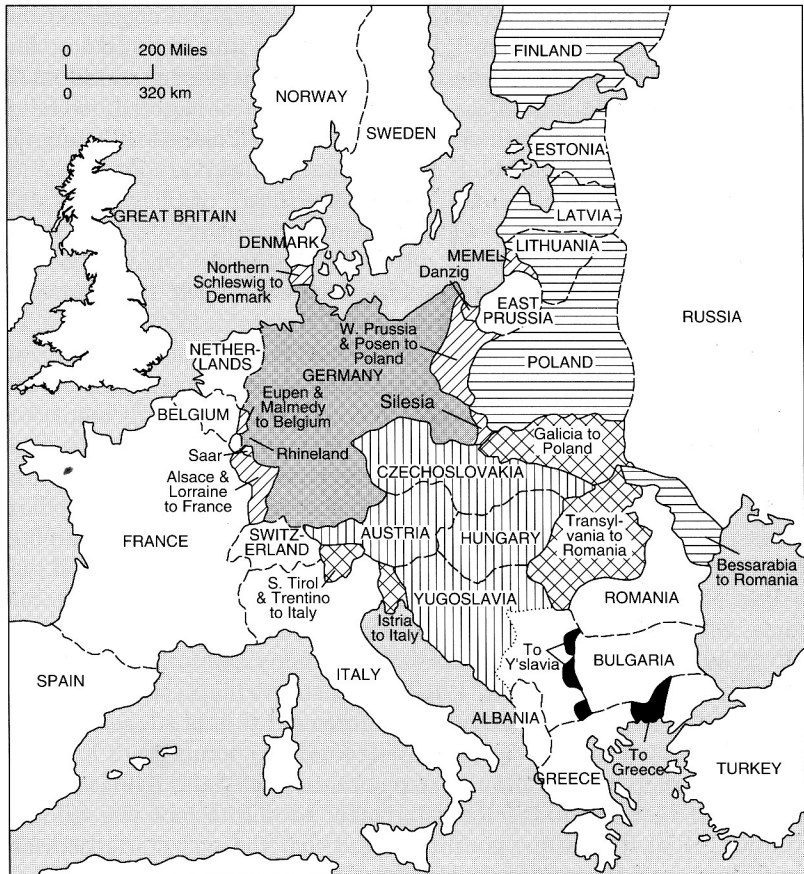 0 200 Miles
0 320 km
FINLAND
NORWAY
SWEDEN
ESTONIA
GREAT BRITAIN
LATVIA
DENMARK
LITHUANIA
MEMEL
Northern
Schleswig to
Denmark
Danzig
EAST
PRUSSIA
RUSSIA
W. Prussia
& Posen to
Poland
NETHER-
LANDS
POLAND
GERMANY
Eupen &
Malmedy
to Belgium
BELGIUM
Silesia
Galicia to
Poland
Saar
Rhineland
CZECHOSLOVAKIA
Alsace &
Lorraine
to France
FRANCE
SWITZ-
ERLAND
AUSTRIA
HUNGARY
Transyl-
vania to
Romania
Bessarabia
to Romania
S. Tirol
& Trentino
to Italy
YUGOSLAVIA
ROMANIA
Istria
to Italy
To
Y'slavia
BULGARIA
SPAIN
ITALY
ALBANIA
To
Greece
GREECE
TURKEY